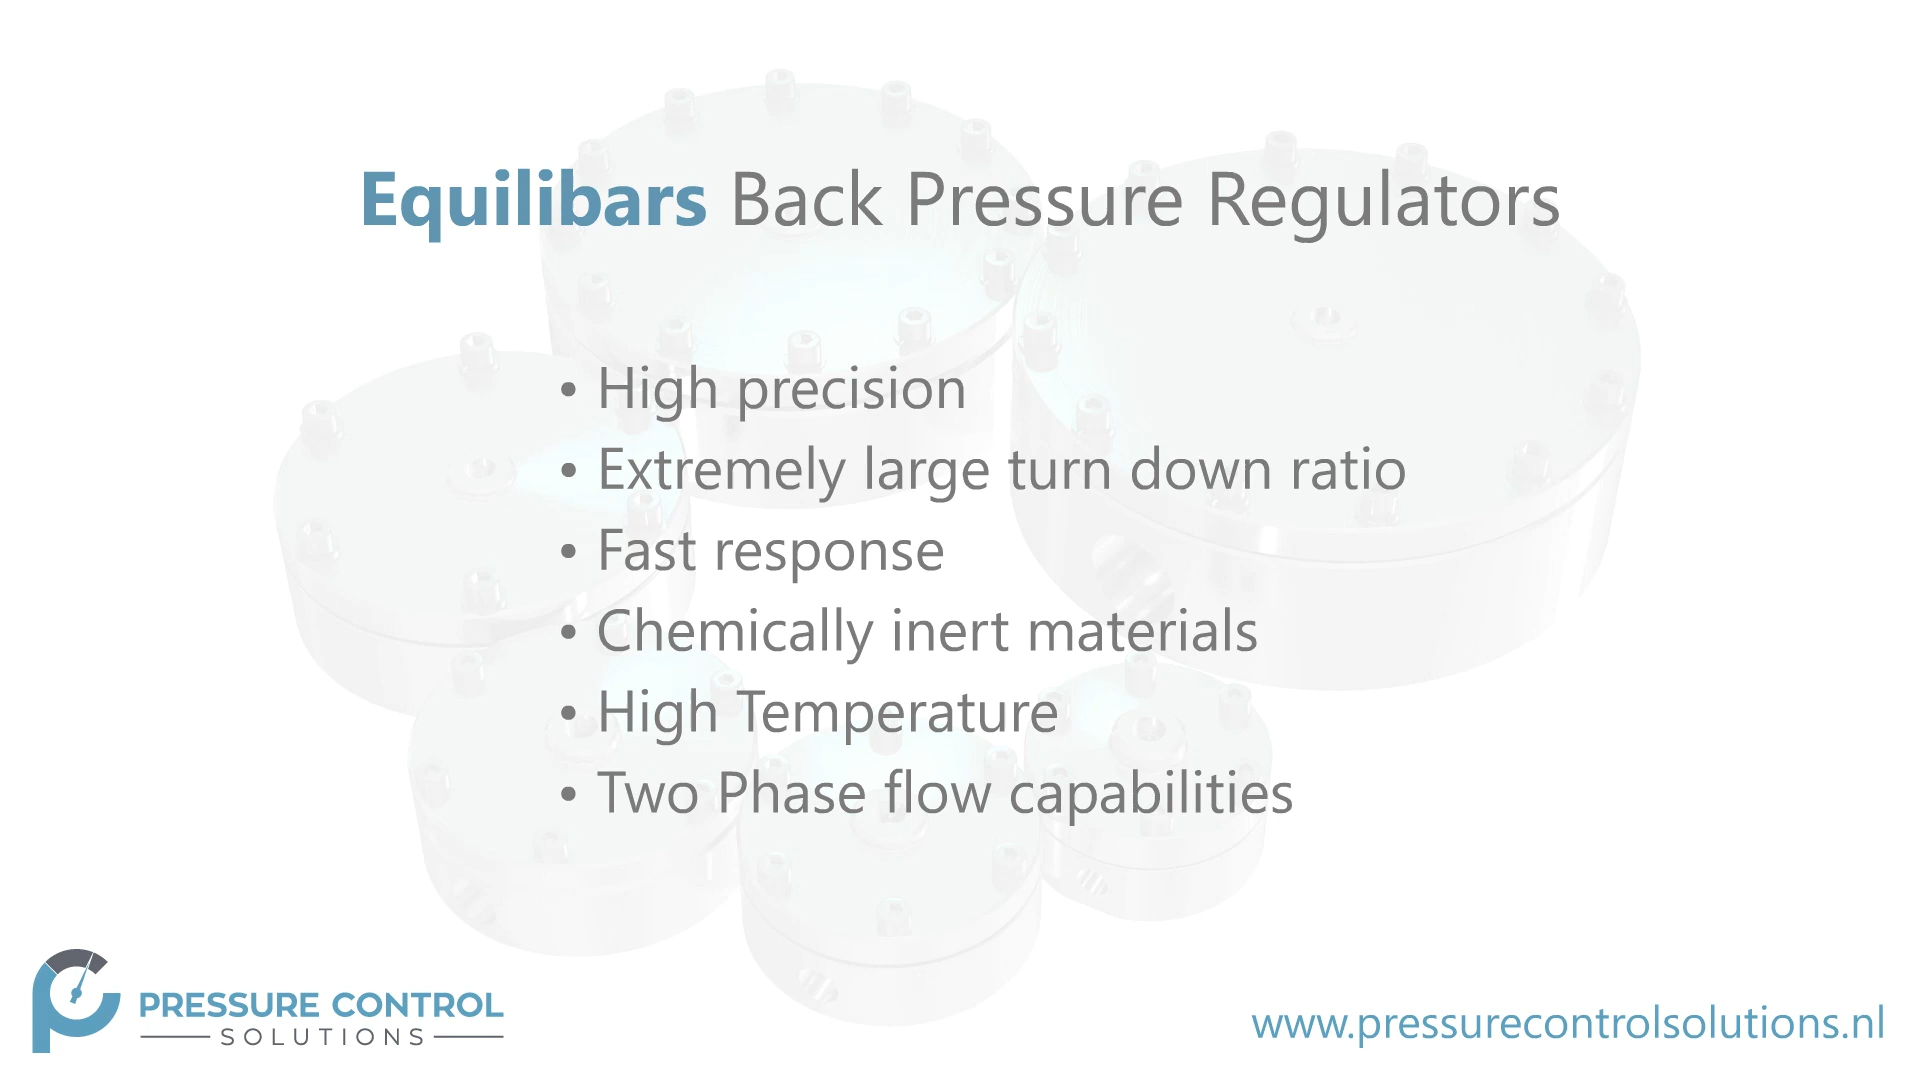 Equilibars Back Pressure Regulators
• High precision
• Extremely large turn down ratio
• Fast response
• Chemically inert materials
• High Temperature
• Two Phase flow capabilities
PRESSURE CONTROL
SOLUTIONS
www.pressurecontrolsolutions.nl